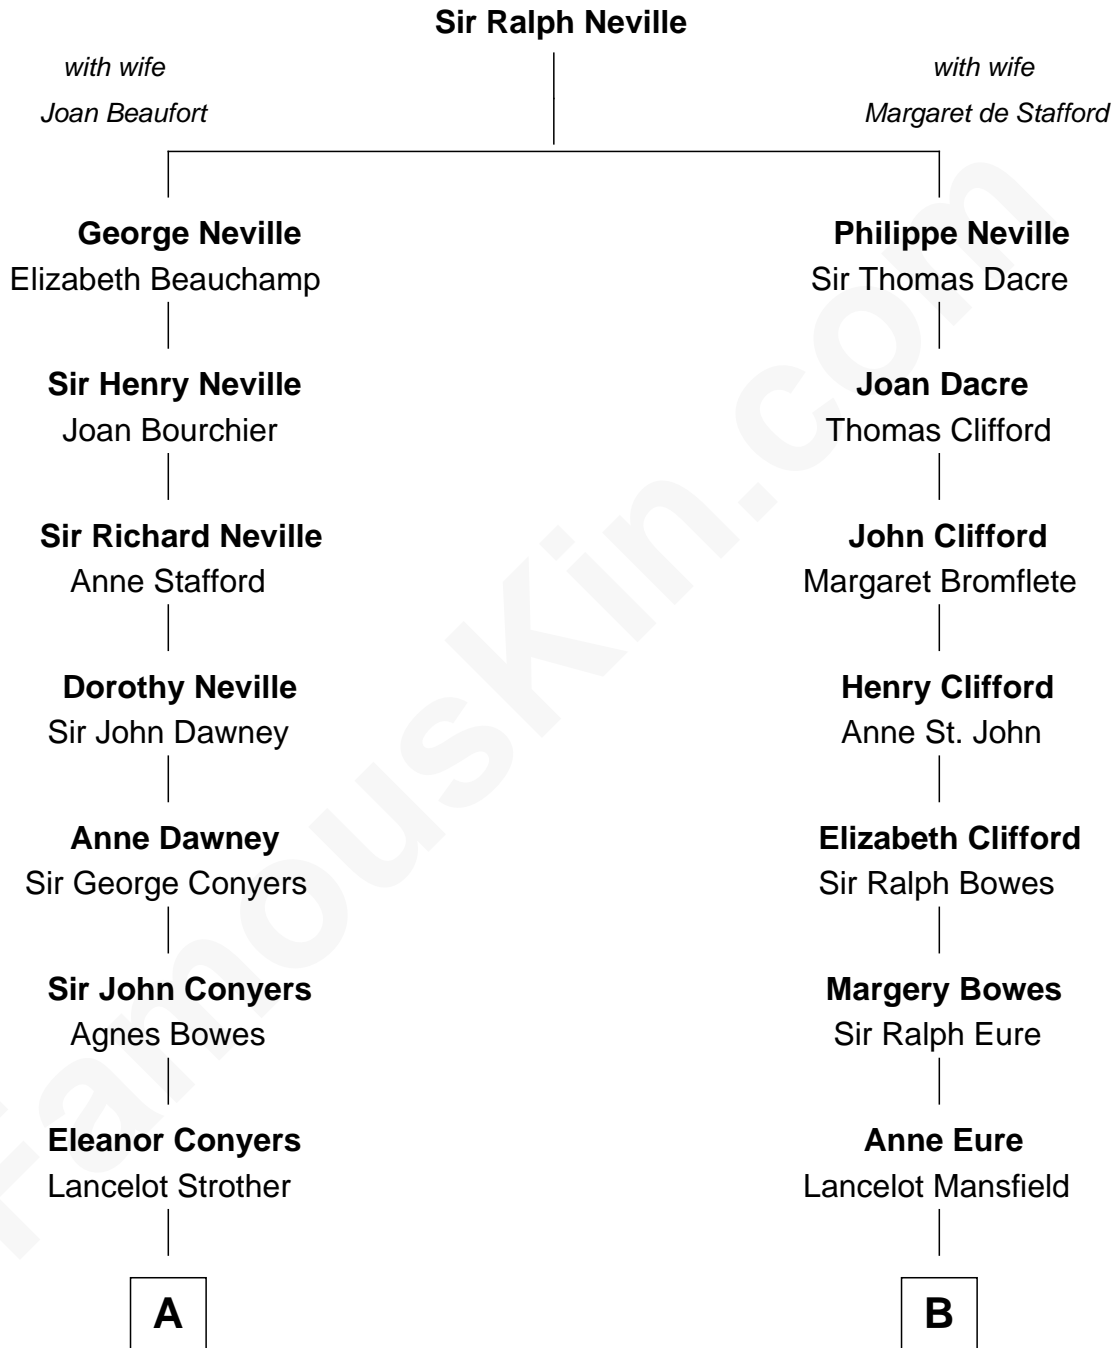 Sir Ralph Neville
with wife
Joan Beaufort
with wife
Margaret de Stafford
George Neville
Elizabeth Beauchamp
Philippe Neville
Sir Thomas Dacre
Sir Henry Neville
Joan Bourchier
Joan Dacre
Thomas Clifford
Sir Richard Neville
Anne Stafford
John Clifford
Margaret Bromflete
Dorothy Neville
Sir John Dawney
Henry Clifford
Anne St. John
Anne Dawney
Sir George Conyers
Elizabeth Clifford
Sir Ralph Bowes
Sir John Conyers
Agnes Bowes
Margery Bowes
Sir Ralph Eure
Eleanor Conyers
Lancelot Strother
Anne Eure
Lancelot Mansfield
A
B
FamousKin.com